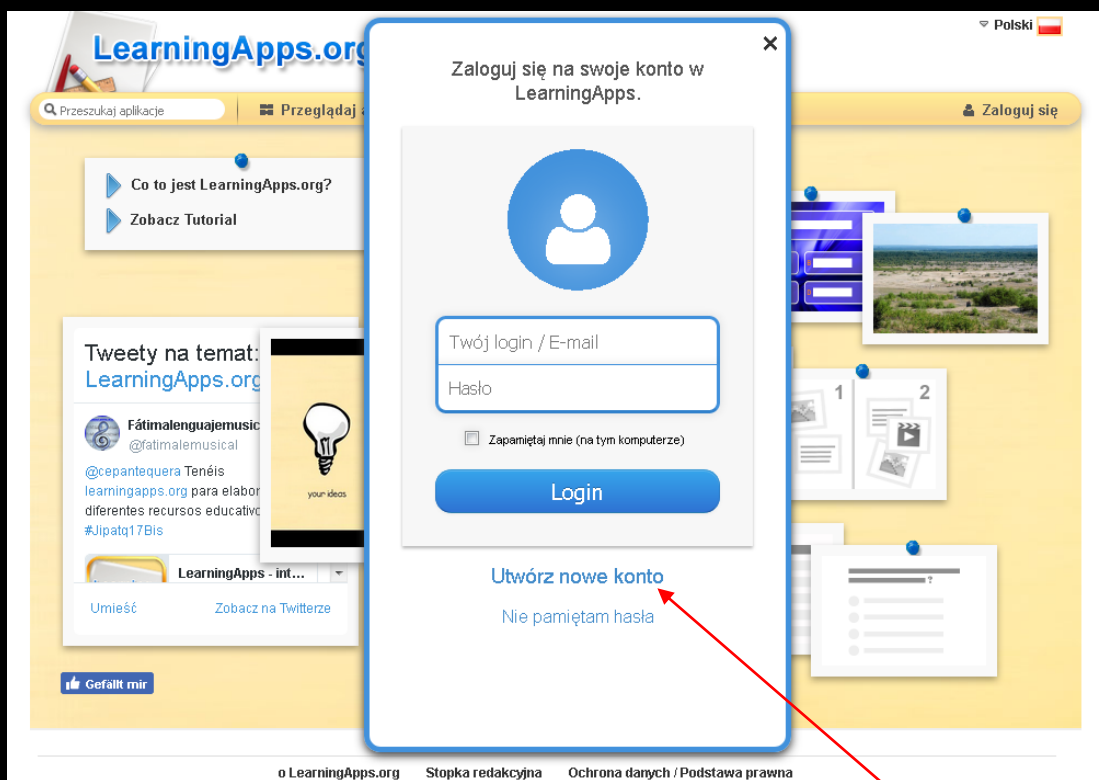 LearningApps.org
Polski
Przeszukaj aplikacje
Przeglądaj
Zaloguj się
Co to jest LearningApps.org?
Zobacz Tutorial
Tweety na temat:
LearningApps.org
Fátimalenguajemusic
@fatimalemusical
@cepantequera Tenéis
learningapps.org para elabor
diferentes recursos educativo
#Jipatq17Bis
LearningApps - int...
Umieść
Zobacz na Twitterze
your ideas
Gefällt mir
×
Zaloguj się na swoje konto w
LearningApps.
Twój login / E-mail
Hasło
Zapamiętaj mnie (na tym komputerze)
Login
Utwórz nowe konto
Nie pamiętam hasła
1
2
?
o LearningApps.org
Stopka redakcyjna
Ochrona danych / Podstawa prawna